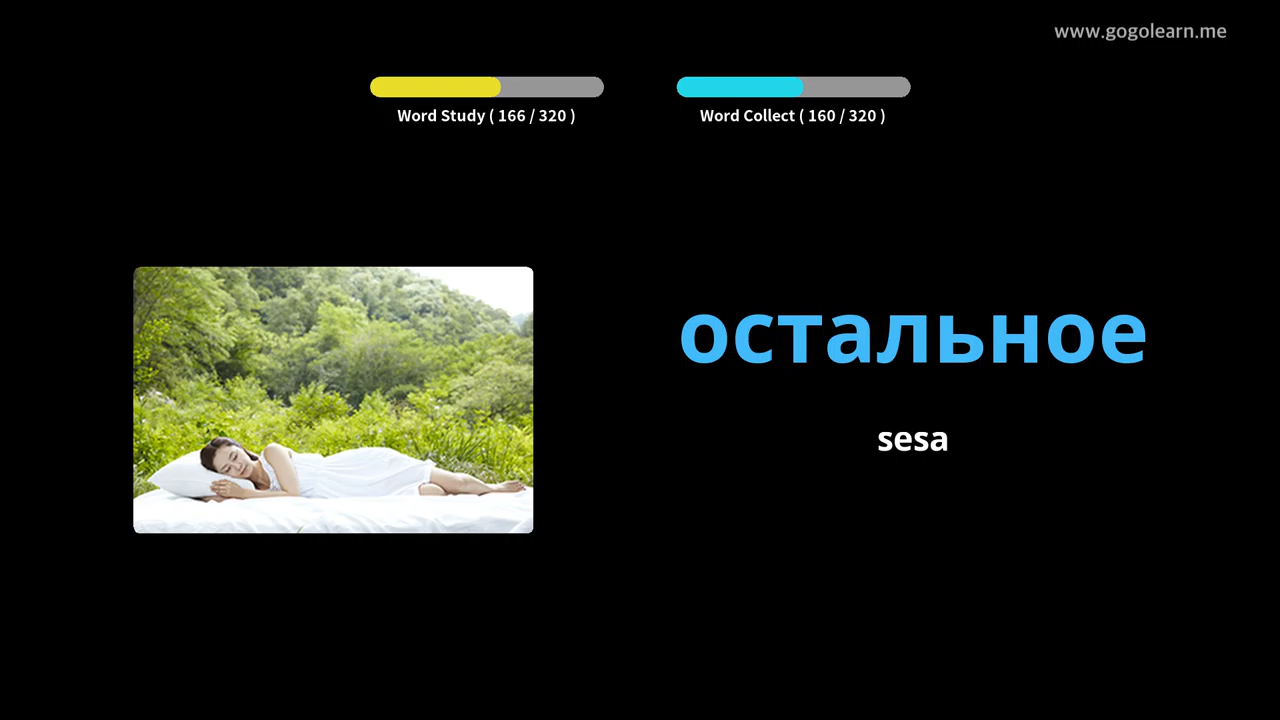 www.gogolearn.me
Word Study ( 166 / 320 )
Word Collect ( 160 / 320 )
остальное
sesa